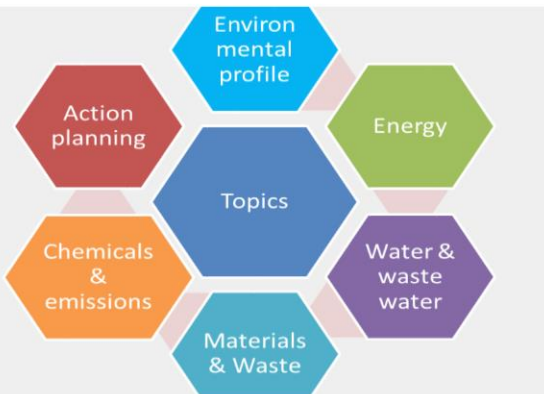 Environ
mental
profile
Action
planning
Energy
Topics
Chemicals
&
emissions
Water &
waste
water
Materials
& Waste